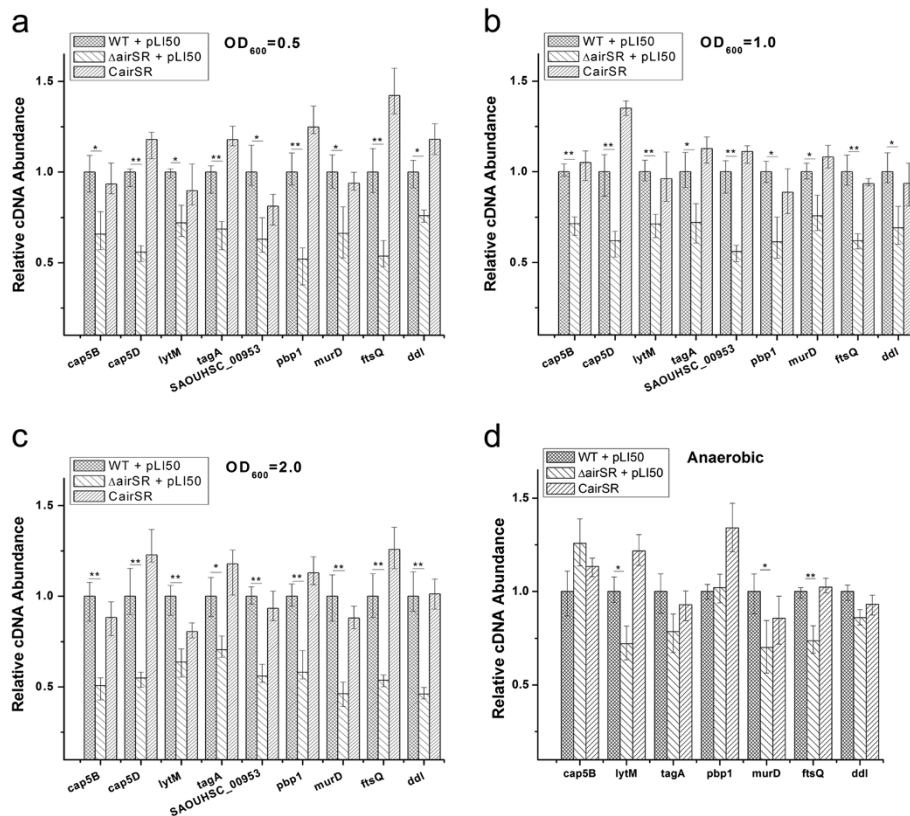 a
WT + pLI50
ΔairSR + pLI50
CairSR
OD600=0.5
Relative cDNA Abundance
1.5
1.0
0.5
* ** * ** * ** * ** *
cap5B cap5D lytM tagA SAOUHSC_00953 pbp1 murD ftsQ ddl
b
WT + pLI50
ΔairSR + pLI50
CairSR
OD600=1.0
Relative cDNA Abundance
1.5
1.0
0.5
** ** ** * ** * * ** *
cap5B cap5D lytM tagA SAOUHSC_00953 pbp1 murD ftsQ ddl
c
WT + pLI50
ΔairSR + pLI50
CairSR
OD600=2.0
Relative cDNA Abundance
1.5
1.0
0.5
** ** ** * ** ** ** ** **
cap5B cap5D lytM tagA SAOUHSC_00953 pbp1 murD ftsQ ddl
d
WT + pLI50
ΔairSR + pLI50
CairSR
Anaerobic
Relative cDNA Abundance
1.5
1.0
0.5
* * **
cap5B lytM tagA pbp1 murD ftsQ ddl